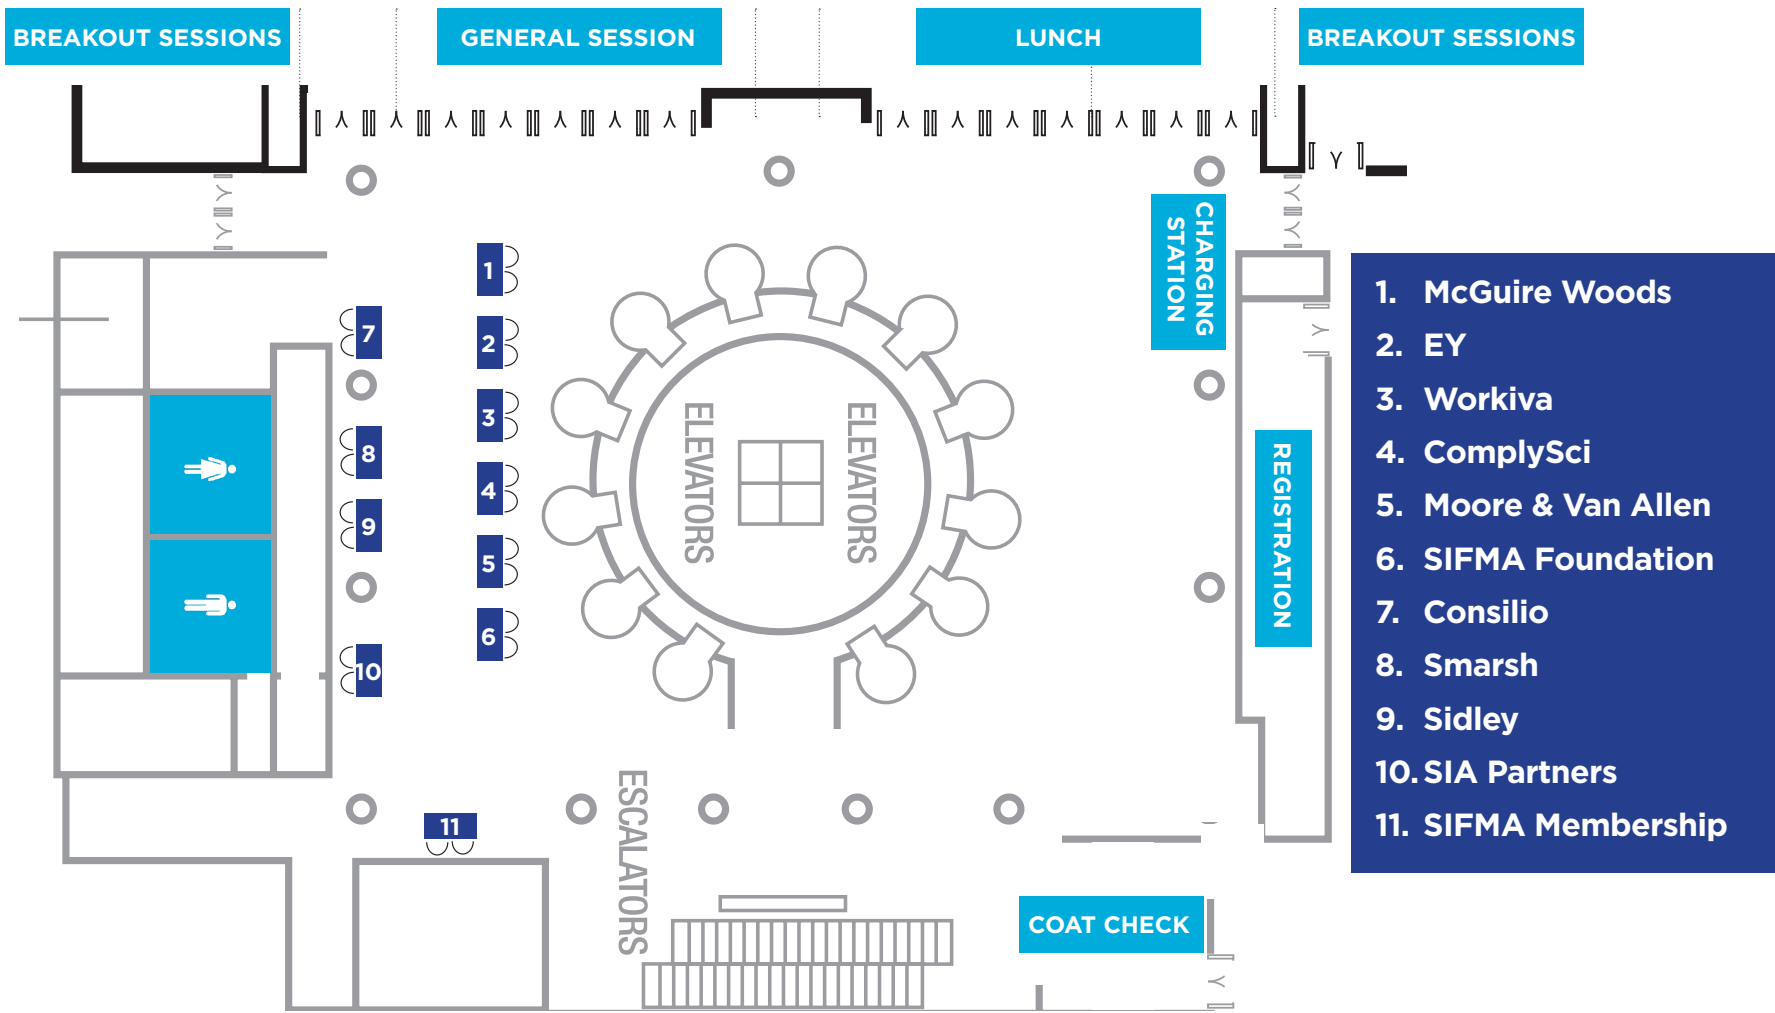 BREAKOUT SESSIONS
GENERAL SESSION
LUNCH
BREAKOUT SESSIONS
CHARGING
STATION
1
2
3
4
5
6
7
8
9
10
11
ELEVATORS
ELEVATORS
REGISTRATION
ESCALATORS
COAT CHECK
1. McGuire Woods
2. EY
3. Workiva
4. ComplySci
5. Moore & Van Allen
6. SIFMA Foundation
7. Consilio
8. Smarsh
9. Sidley
10. SIA Partners
11. SIFMA Membership